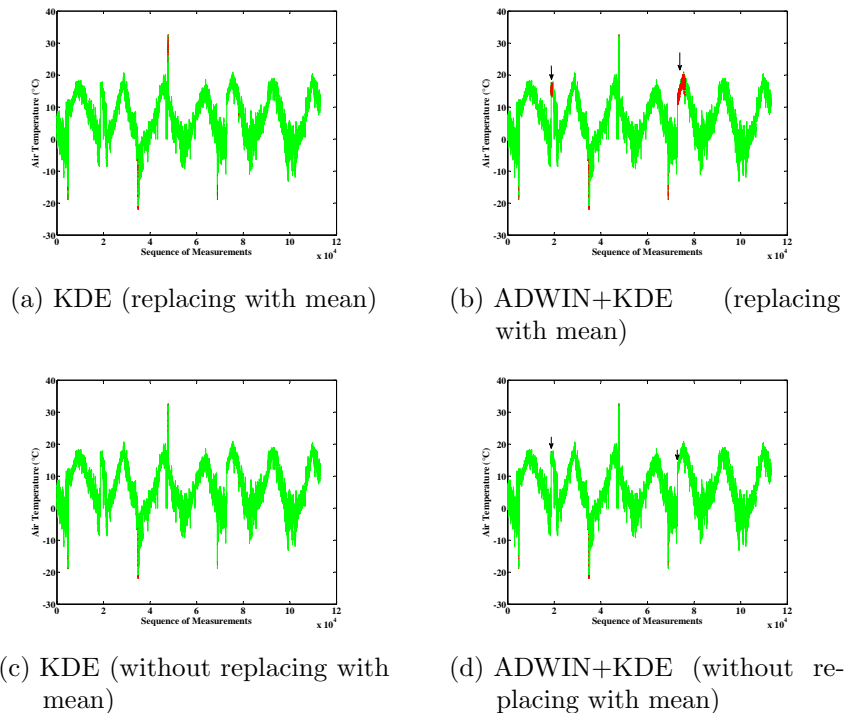 40
30
20
10
0
-10
-20
-30
Air Temperature (°C)
0 2 4 6 8 10 12
Sequence of Measurements
x 10^4
40
30
20
10
0
-10
-20
-30
Air Temperature (°C)
0 2 4 6 8 10 12
Sequence of Measurements
x 10^4
(a) KDE (replacing with mean)
(b) ADWIN+KDE (replacing
with mean)
40
30
20
10
0
-10
-20
-30
Air Temperature (°C)
0 2 4 6 8 10 12
Sequence of Measurements
x 10^4
40
30
20
10
0
-10
-20
-30
Air Temperature (°C)
0 2 4 6 8 10 12
Sequence of Measurements
x 10^4
(c) KDE (without replacing with
mean)
(d) ADWIN+KDE (without re-
placing with mean)